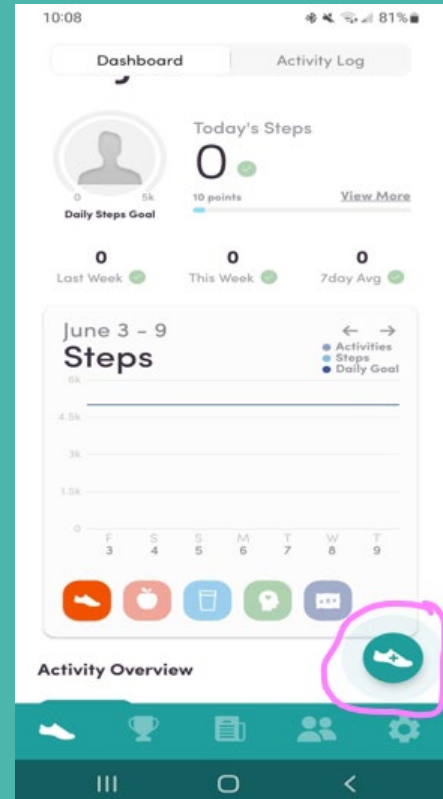 10:08 81%
Dashboard Activity Log
Today's Steps
0
0 5k
10 points View More
Daily Steps Goal
0 0 0
Last Week This Week 7day Avg
June 3 - 9
Steps
Activities
Steps
Daily Goal
6k
4.5k
3k
1.5k
0
F S S M T W T
3 4 5 6 7 8 9
Activity Overview